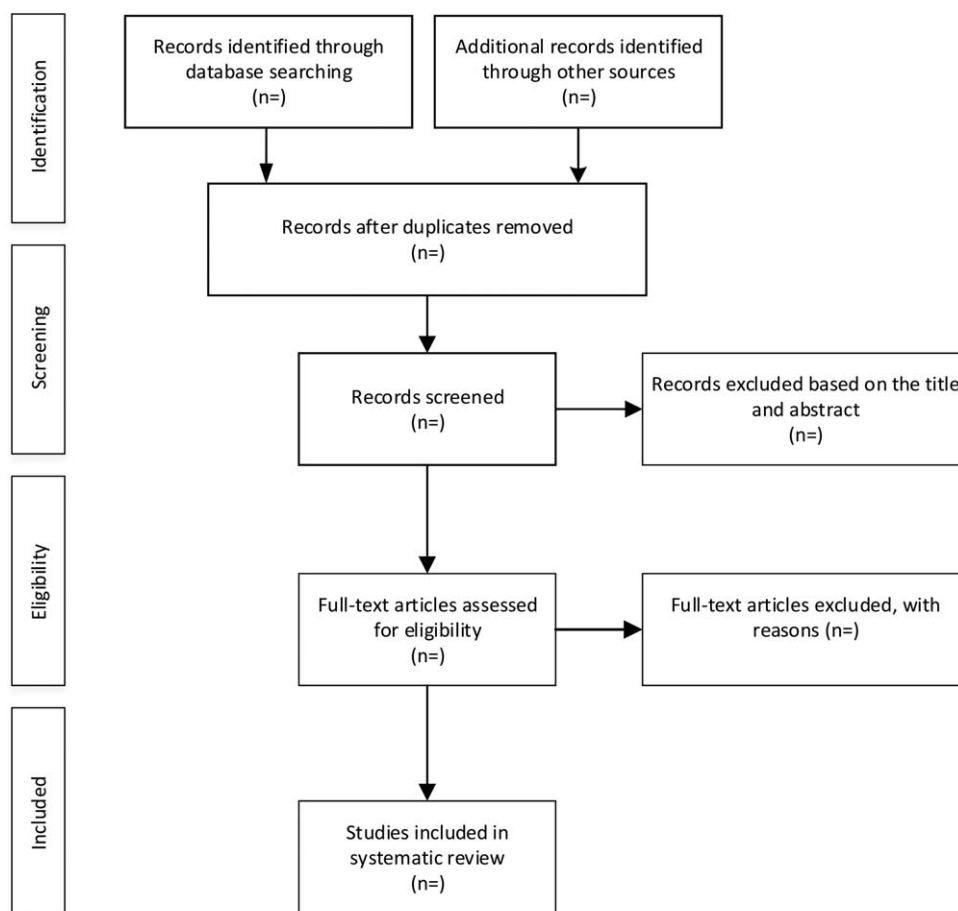 Identification
Records identified through
database searching
(n=)
Additional records identified
through other sources
(n=)
Records after duplicates removed
(n=)
Screening
Records screened
(n=)
Records excluded based on the title
and abstract
(n=)
Eligibility
Full-text articles assessed
for eligibility
(n=)
Full-text articles excluded, with
reasons (n=)
Included
Studies included in
systematic review
(n=)